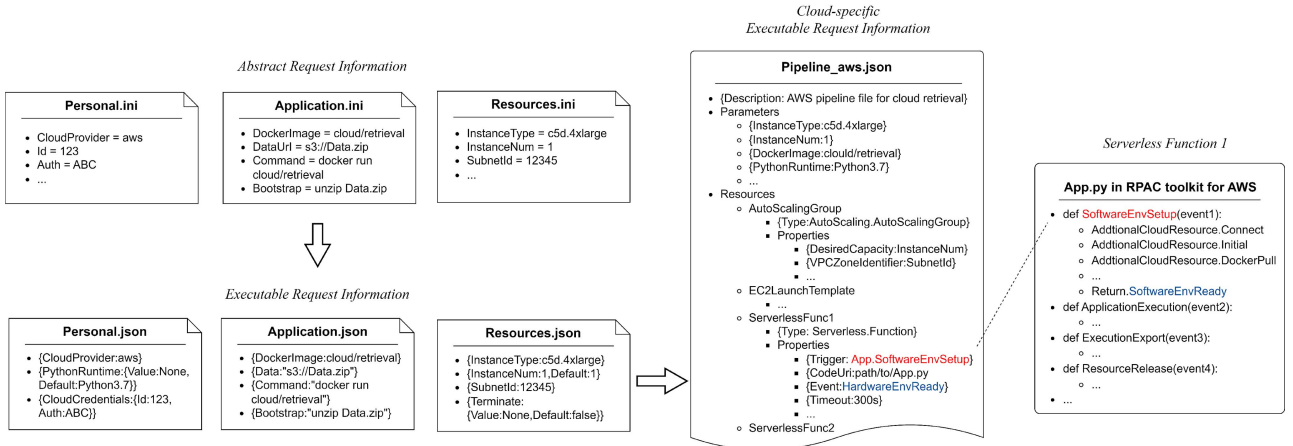 Abstract Request Information
Personal.ini
• CloudProvider = aws
• Id = 123
• Auth = ABC
• ...
Application.ini
• DockerImage = cloud/retrieval
• DataUrl = s3://Data.zip
• Command = docker run
cloud/retrieval
• Bootstrap = unzip Data.zip
Resources.ini
• InstanceType = c5d.4xlarge
• InstanceNum = 1
• SubnetId = 12345
• ...
Executable Request Information
Personal.json
• {CloudProvider:aws}
• {PythonRuntime:{Value:None,
Default:Python3.7}}
• {CloudCredentials:{Id:123,
Auth:ABC}}
Application.json
• {DockerImage:cloud/retrieval}
• {Data:"s3://Data.zip"}
• {Command:"docker run
cloud/retrieval"}
• {Bootstrap:"unzip Data.zip"}
Resources.json
• {InstanceType:c5d.4xlarge}
• {InstanceNum:1,Default:1}
• {SubnetId:12345}
• {Terminate:
{Value:None,Default:false}}
Cloud-specific
Executable Request Information
Pipeline_aws.json
• {Description: AWS pipeline file for cloud retrieval}
• Parameters
◦ {InstanceType:c5d.4xlarge}
◦ {InstanceNum:1}
◦ {DockerImage:clould/retrieval}
◦ {PythonRuntime:Python3.7}
◦ ...
• Resources
◦ AutoScalingGroup
▪ {Type:AutoScaling.AutoScalingGroup}
▪ Properties
▪ {DesiredCapacity:InstanceNum}
▪ {VPCZoneIdentifier:SubnetId}
▪ ...
◦ EC2LaunchTemplate
▪ ...
◦ ServerlessFunc1
▪ {Type: Serverless.Function}
▪ Properties
▪ {Trigger: App.SoftwareEnvSetup}
▪ {CodeUri:path/to/App.py
▪ {Event:HardwareEnvReady}
▪ {Timeout:300s}
▪ ...
◦ ServerlessFunc2
Serverless Function 1
App.py in RPAC toolkit for AWS
• def SoftwareEnvSetup(event1):
◦ AddtionalCloudResource.Connect
◦ AddtionalCloudResource.Initial
◦ AddtionalCloudResource.DockerPull
◦ ...
◦ Return.SoftwareEnvReady
• def ApplicationExecution(event2):
◦ ...
• def ExecutionExport(event3):
◦ ...
• def ResourceRelease(event4):
◦ ...
• ...